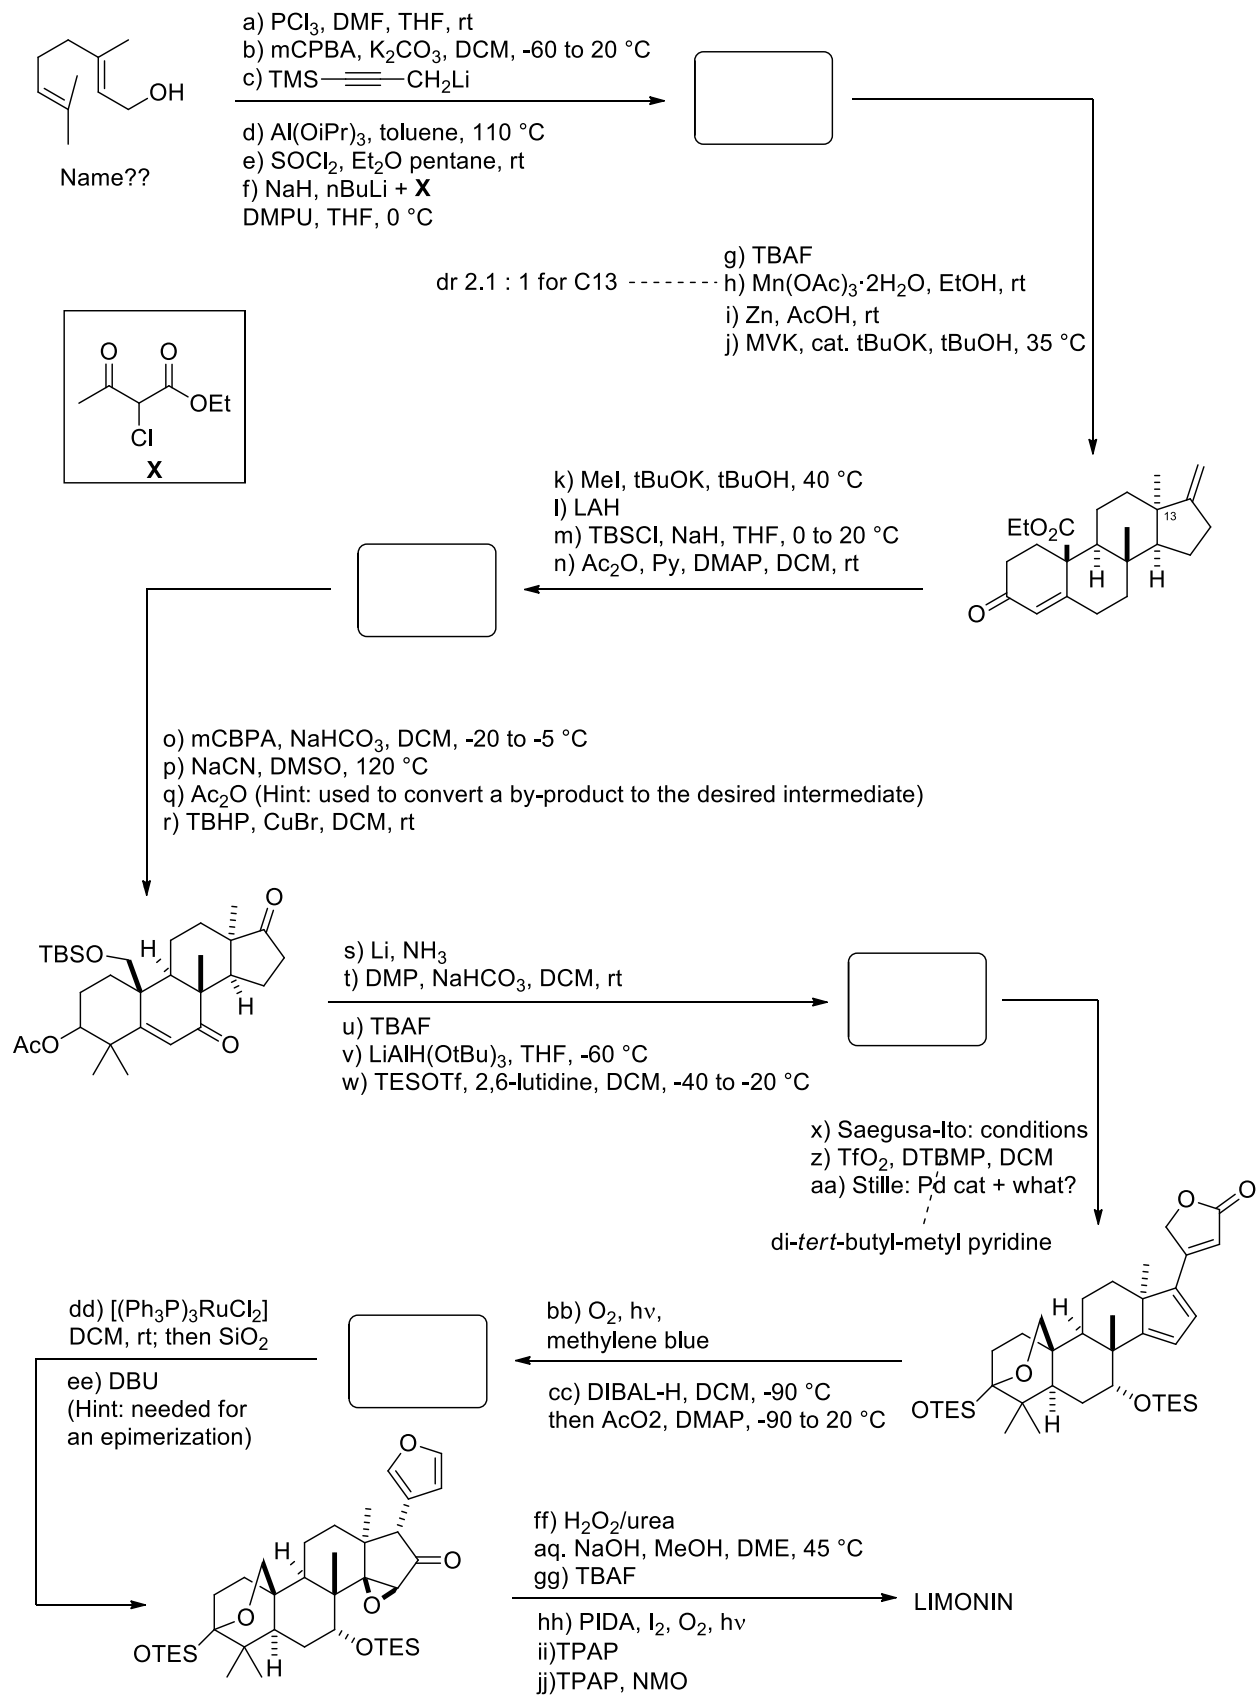 a) PCl3, DMF, THF, rt
b) mCPBA, K2CO3, DCM, -60 to 20 °C
c) TMS CH2Li
OH
Name??
d) Al(OiPr)3, toluene, 110 °C
e) SOCl2, Et2O pentane, rt
f) NaH, nBuLi + X
DMPU, THF, 0 °C
g) TBAF
dr 2.1 : 1 for C13 h) Mn(OAc)3·2H2O, EtOH, rt
i) Zn, AcOH, rt
j) MVK, cat. tBuOK, tBuOH, 35 °C
O O
OEt
Cl
X
k) MeI, tBuOK, tBuOH, 40 °C
l) LAH
m) TBSCl, NaH, THF, 0 to 20 °C
n) Ac2O, Py, DMAP, DCM, rt
13
EtO2C
H H
O
o) mCBPA, NaHCO3, DCM, -20 to -5 °C
p) NaCN, DMSO, 120 °C
q) Ac2O (Hint: used to convert a by-product to the desired intermediate)
r) TBHP, CuBr, DCM, rt
O
TBSO H
H
AcO O
s) Li, NH3
t) DMP, NaHCO3, DCM, rt
u) TBAF
v) LiAlH(OtBu)3, THF, -60 °C
w) TESOTf, 2,6-lutidine, DCM, -40 to -20 °C
x) Saegusa-Ito: conditions
z) TfO2, DTBMP, DCM
aa) Stille: Pd cat + what?
di-tert-butyl-metyl pyridine
O O
H
O
OTES OTES
H
bb) O2, hν,
methylene blue
cc) DIBAL-H, DCM, -90 °C
then AcO2, DMAP, -90 to 20 °C
dd) [(Ph3P)3RuCl2]
DCM, rt; then SiO2
ee) DBU
(Hint: needed for
an epimerization)
O
H O
O O
OTES OTES
H
ff) H2O2/urea
aq. NaOH, MeOH, DME, 45 °C
gg) TBAF
hh) PIDA, I2, O2, hν
ii)TPAP
jj)TPAP, NMO
LIMONIN